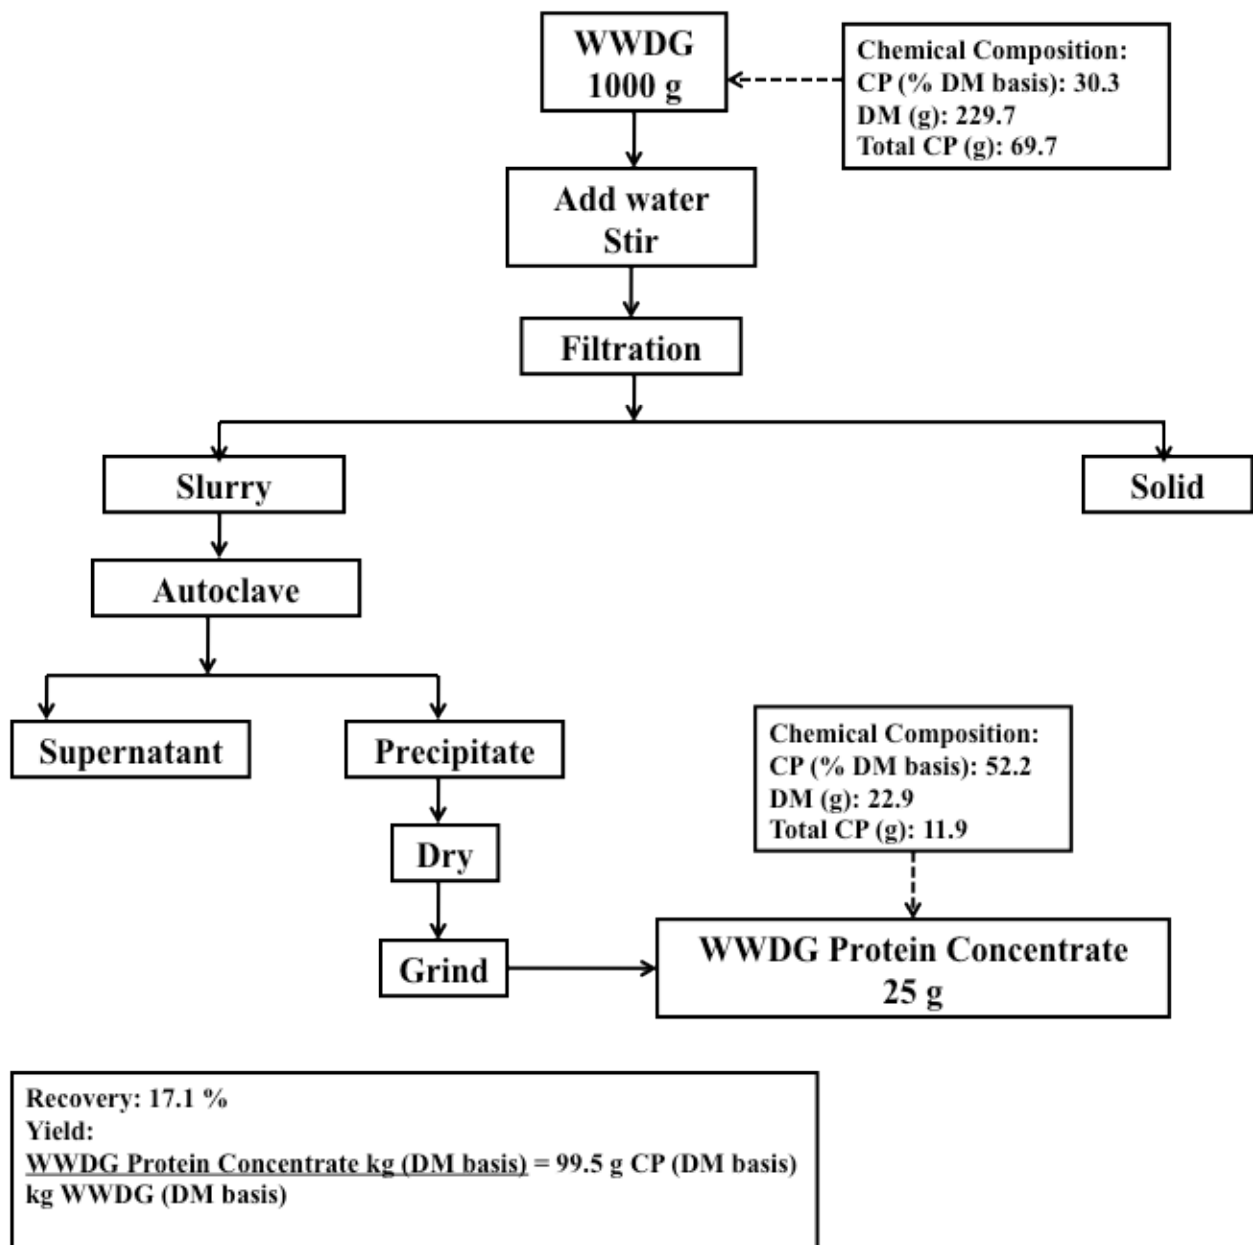 WWDG
1000 g
Chemical Composition:
CP (% DM basis): 30.3
DM (g): 229.7
Total CP (g): 69.7
Add water
Stir
Filtration
Slurry
Solid
Autoclave
Supernatant
Precipitate
Chemical Composition:
CP (% DM basis): 52.2
DM (g): 22.9
Total CP (g): 11.9
Dry
Grind
WWDG Protein Concentrate
25 g
Recovery: 17.1 %
Yield:
WWDG Protein Concentrate kg (DM basis) = 99.5 g CP (DM basis)
kg WWDG (DM basis)